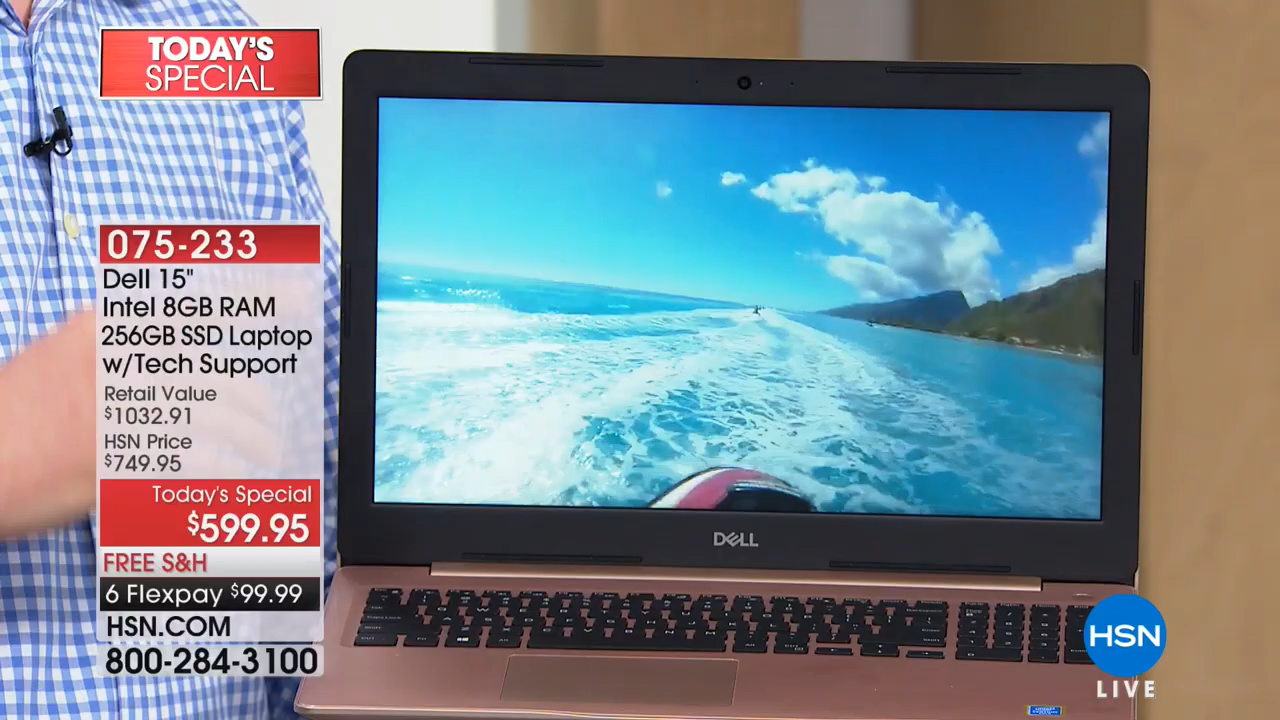 TODAY'S
SPECIAL
075-233
Dell 15"
Intel 8GB RAM
256GB SSD Laptop
w/Tech Support
Retail Value
$1032.91
HSN Price
$749.95
Today's Special
$599.95
FREE S&H
6 Flexpay $99.99
HSN.COM
800-284-3100
DELL
HSN
LIVE